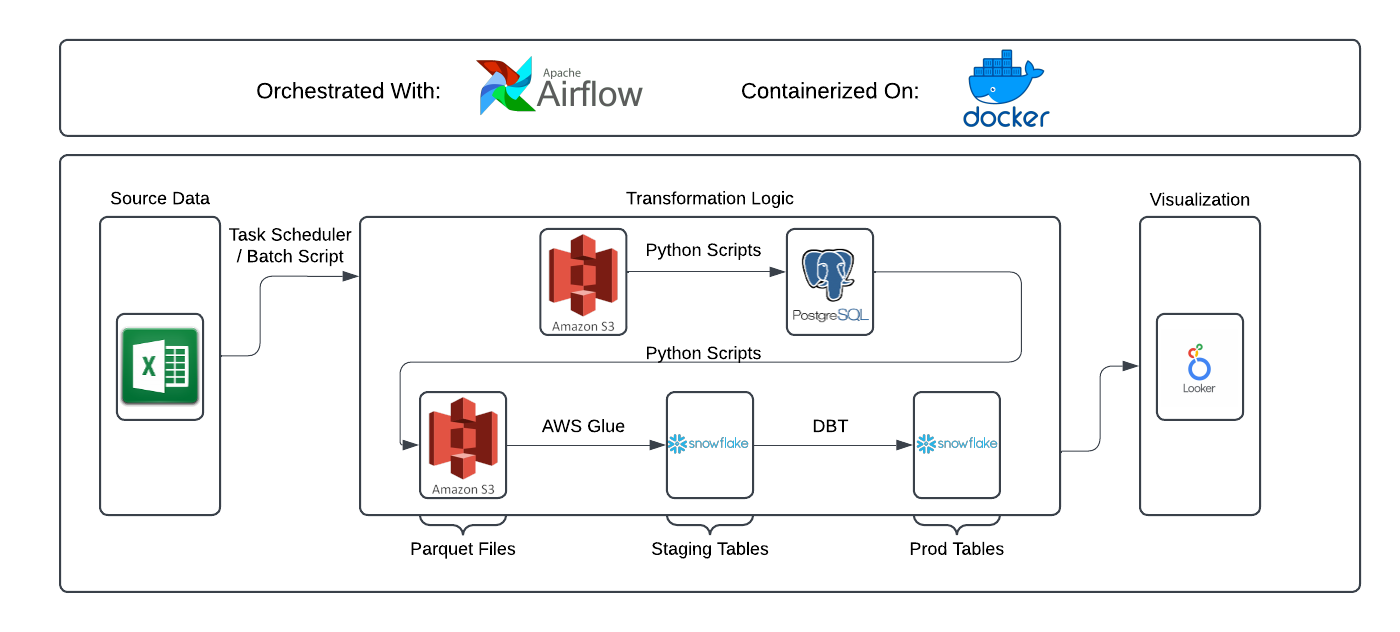 Orchestrated With:
Apache
Airflow
Containerized On:
docker
Source Data
Transformation Logic
Visualization
Task Scheduler
/ Batch Script
Amazon S3
Python Scripts
PostgreSQL
X
Python Scripts
Looker
Amazon S3
AWS Glue
snowflake
DBT
snowflake
Parquet Files
Staging Tables
Prod Tables